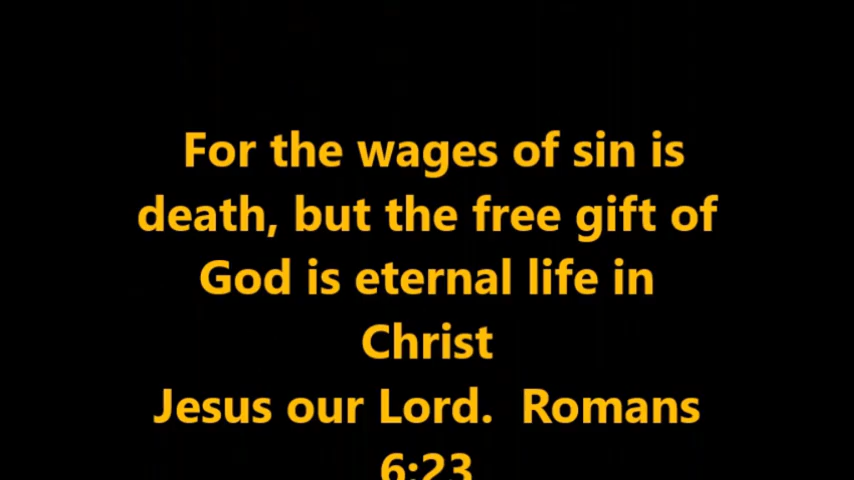 For the wages of sin is
death, but the free gift of
God is eternal life in
Christ
Jesus our Lord.  Romans
6:23